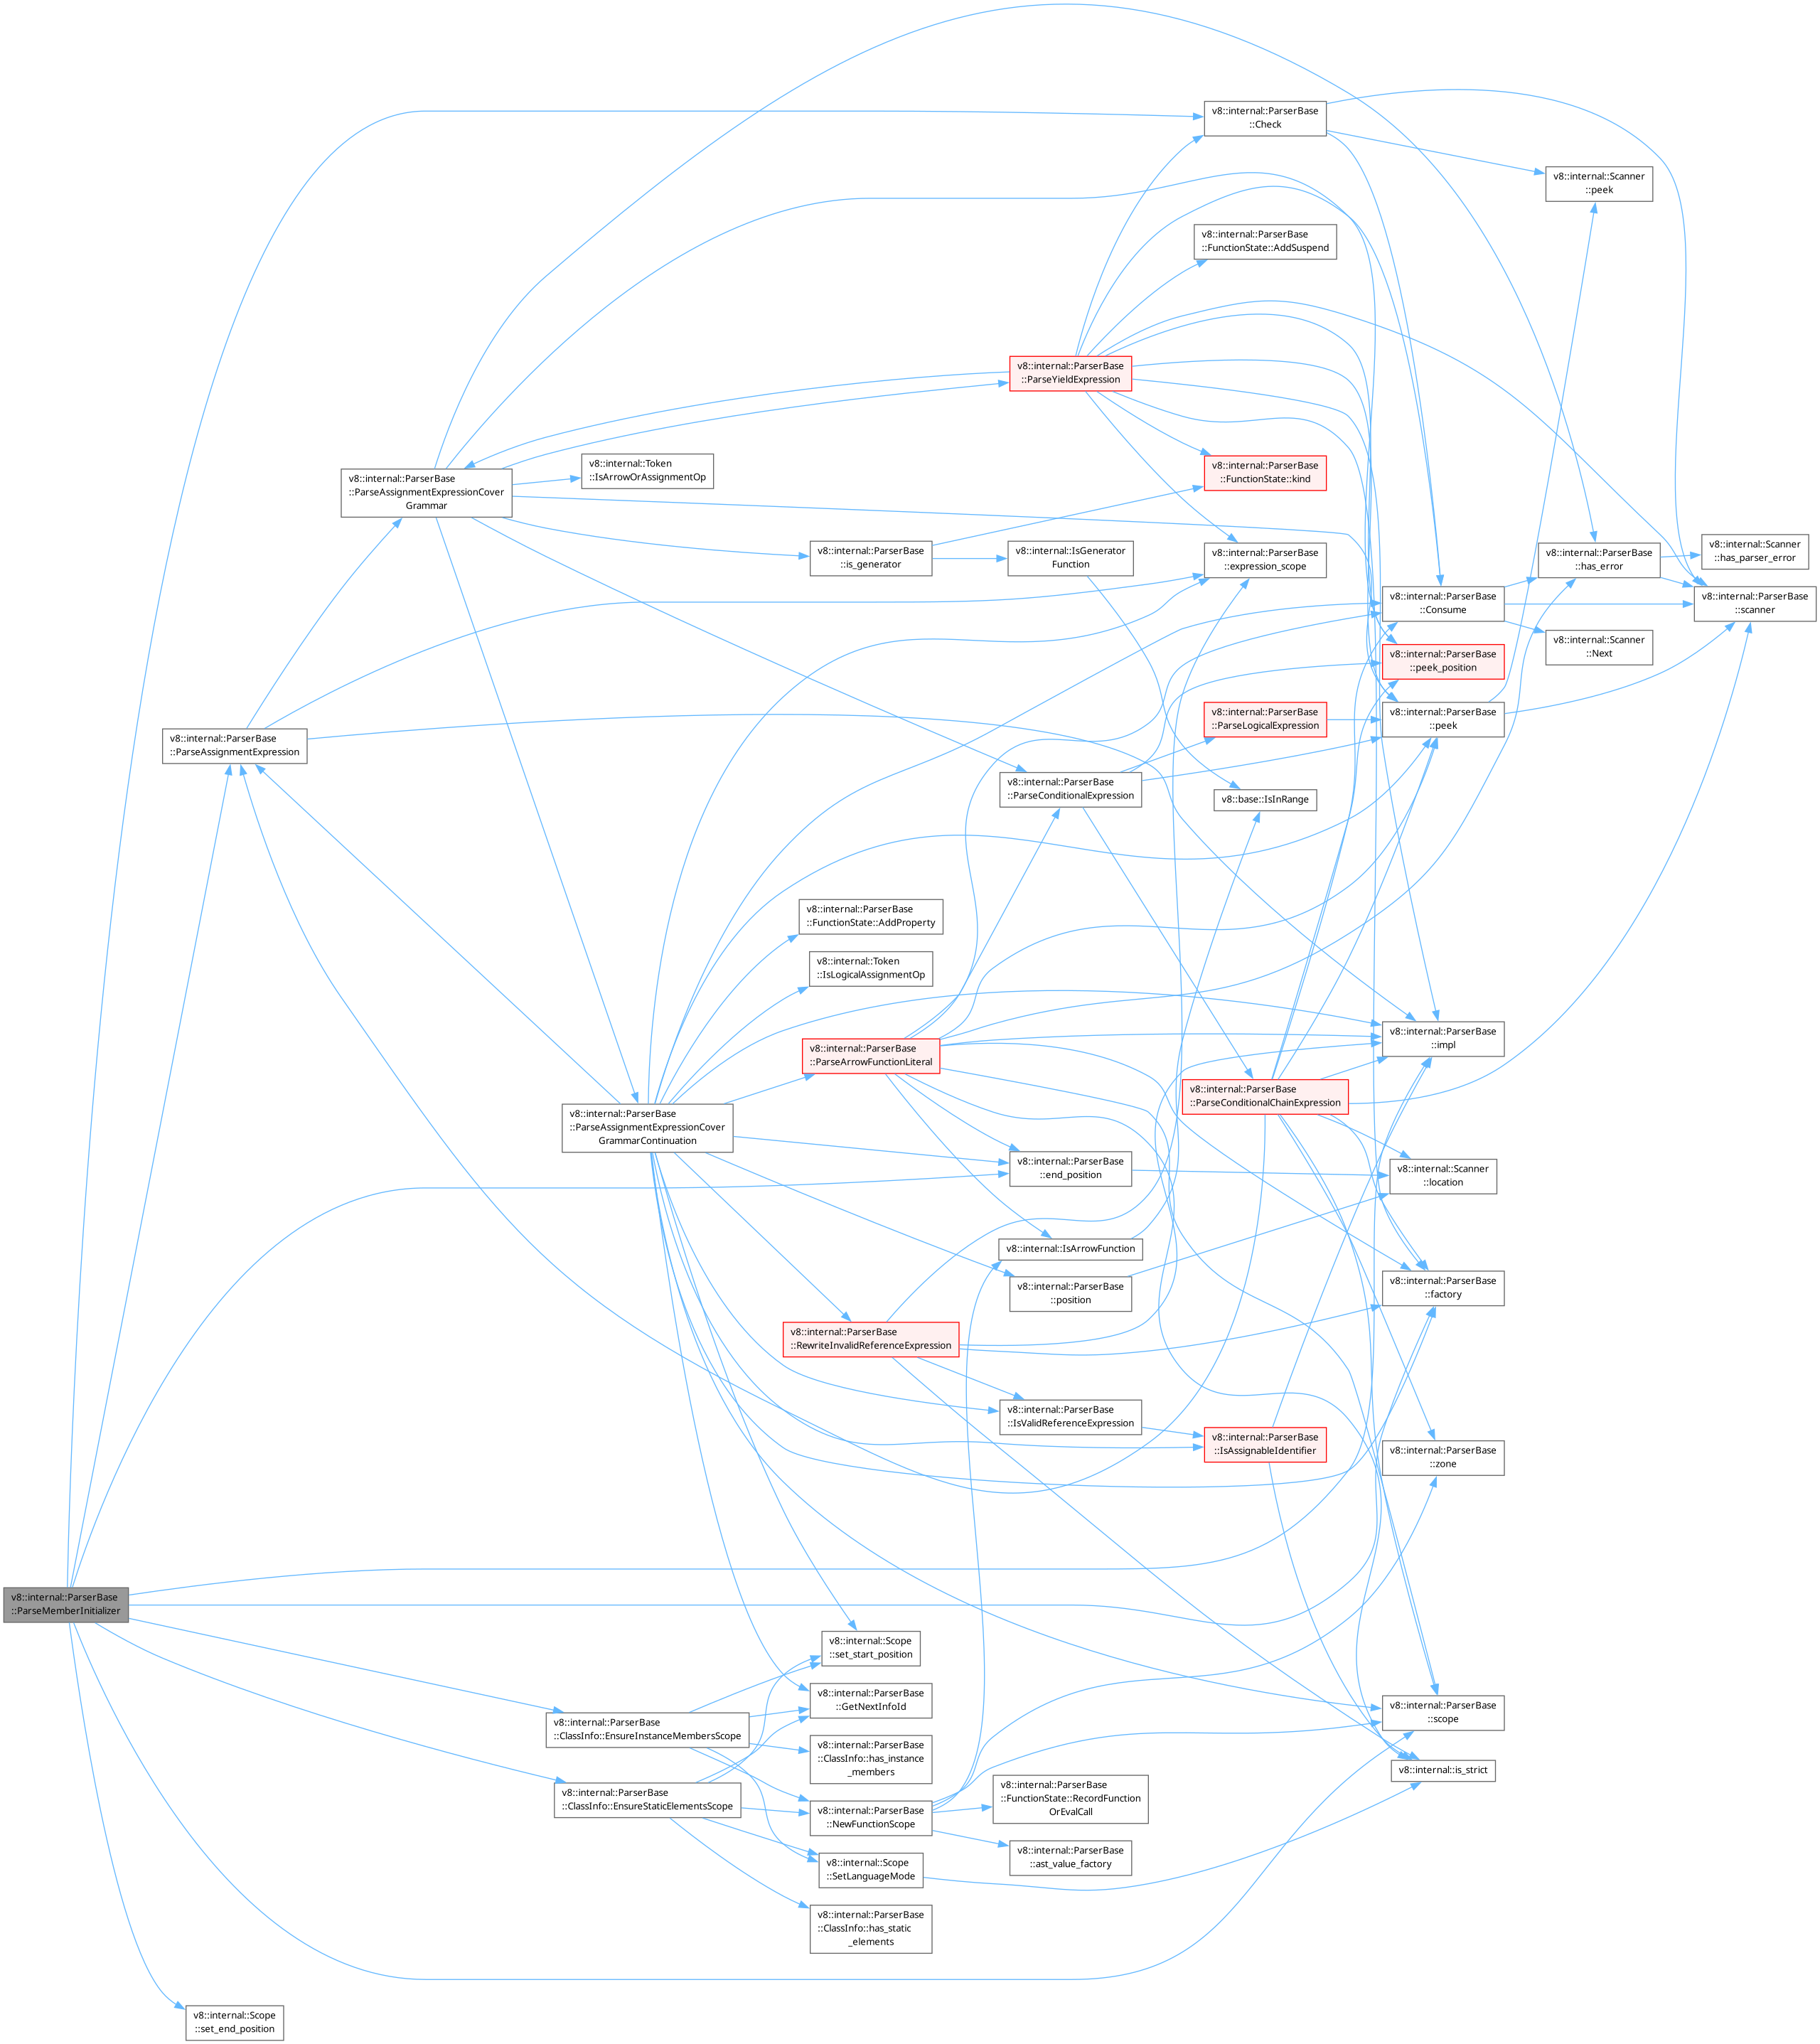 v8::internal::ParserBase
::Check
v8::internal::Scanner
::peek
v8::internal::ParserBase
::FunctionState::AddSuspend
v8::internal::ParserBase
::ParseYieldExpression
v8::internal::Token
::IsArrowOrAssignmentOp
v8::internal::ParserBase
::FunctionState::kind
v8::internal::ParserBase
::ParseAssignmentExpressionCover
Grammar
v8::internal::ParserBase
::is_generator
v8::internal::IsGenerator
Function
v8::internal::ParserBase
::expression_scope
v8::internal::ParserBase
::has_error
v8::internal::Scanner
::has_parser_error
v8::internal::ParserBase
::Consume
v8::internal::ParserBase
::scanner
v8::internal::Scanner
::Next
v8::internal::ParserBase
::peek_position
v8::internal::ParserBase
::ParseLogicalExpression
v8::internal::ParserBase
::peek
v8::internal::ParserBase
::ParseAssignmentExpression
v8::internal::ParserBase
::ParseConditionalExpression
v8::base::IsInRange
v8::internal::ParserBase
::FunctionState::AddProperty
v8::internal::Token
::IsLogicalAssignmentOp
v8::internal::ParserBase
::impl
v8::internal::ParserBase
::ParseArrowFunctionLiteral
v8::internal::ParserBase
::ParseConditionalChainExpression
v8::internal::ParserBase
::ParseAssignmentExpressionCover
GrammarContinuation
v8::internal::ParserBase
::end_position
v8::internal::Scanner
::location
v8::internal::IsArrowFunction
v8::internal::ParserBase
::position
v8::internal::ParserBase
::factory
v8::internal::ParserBase
::RewriteInvalidReferenceExpression
v8::internal::ParserBase
::IsValidReferenceExpression
v8::internal::ParserBase
::IsAssignableIdentifier
v8::internal::ParserBase
::zone
v8::internal::ParserBase
::ParseMemberInitializer
v8::internal::Scope
::set_start_position
v8::internal::ParserBase
::GetNextInfoId
v8::internal::ParserBase
::scope
v8::internal::ParserBase
::ClassInfo::EnsureInstanceMembersScope
v8::internal::ParserBase
::ClassInfo::has_instance
_members
v8::internal::is_strict
v8::internal::ParserBase
::ClassInfo::EnsureStaticElementsScope
v8::internal::ParserBase
::NewFunctionScope
v8::internal::ParserBase
::FunctionState::RecordFunction
OrEvalCall
v8::internal::ParserBase
::ast_value_factory
v8::internal::Scope
::SetLanguageMode
v8::internal::ParserBase
::ClassInfo::has_static
_elements
v8::internal::Scope
::set_end_position